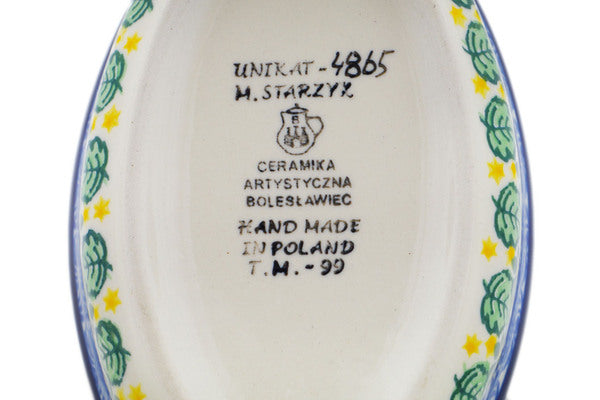 UNIKAT-4865
M. STARZYK
B
CERAMIKA
ARTYSTYCZNA
BOLESŁAWIEC
HAND MADE
IN POLAND
T.M.-99